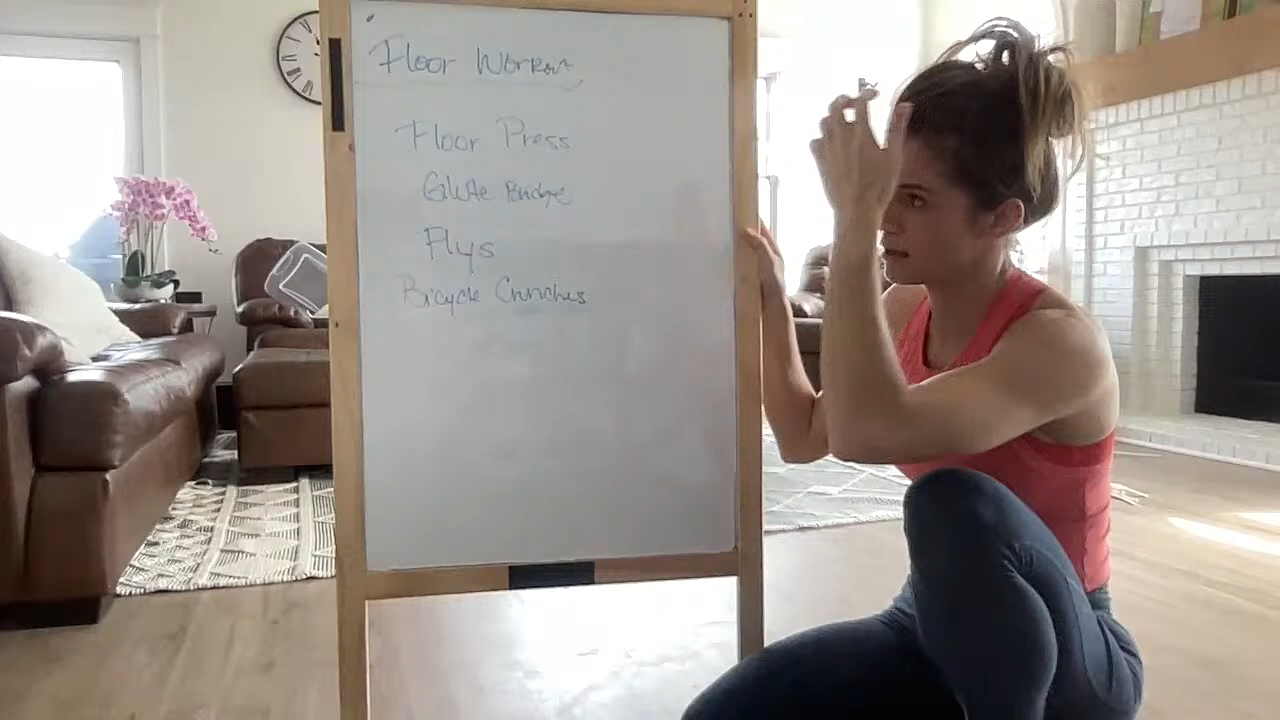 Floor Workout
Floor Press
Glute Bridge
Flys
Bicycle Crunches